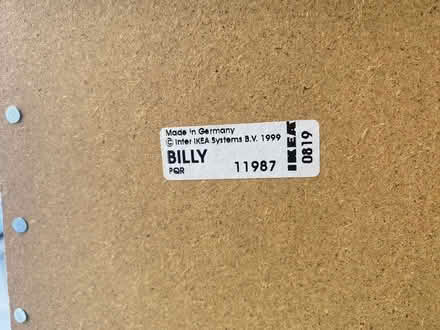 Made in Germany
© Inter IKEA Systems B.V. 1999
BILLY
PQR 11987
IKEA
0819